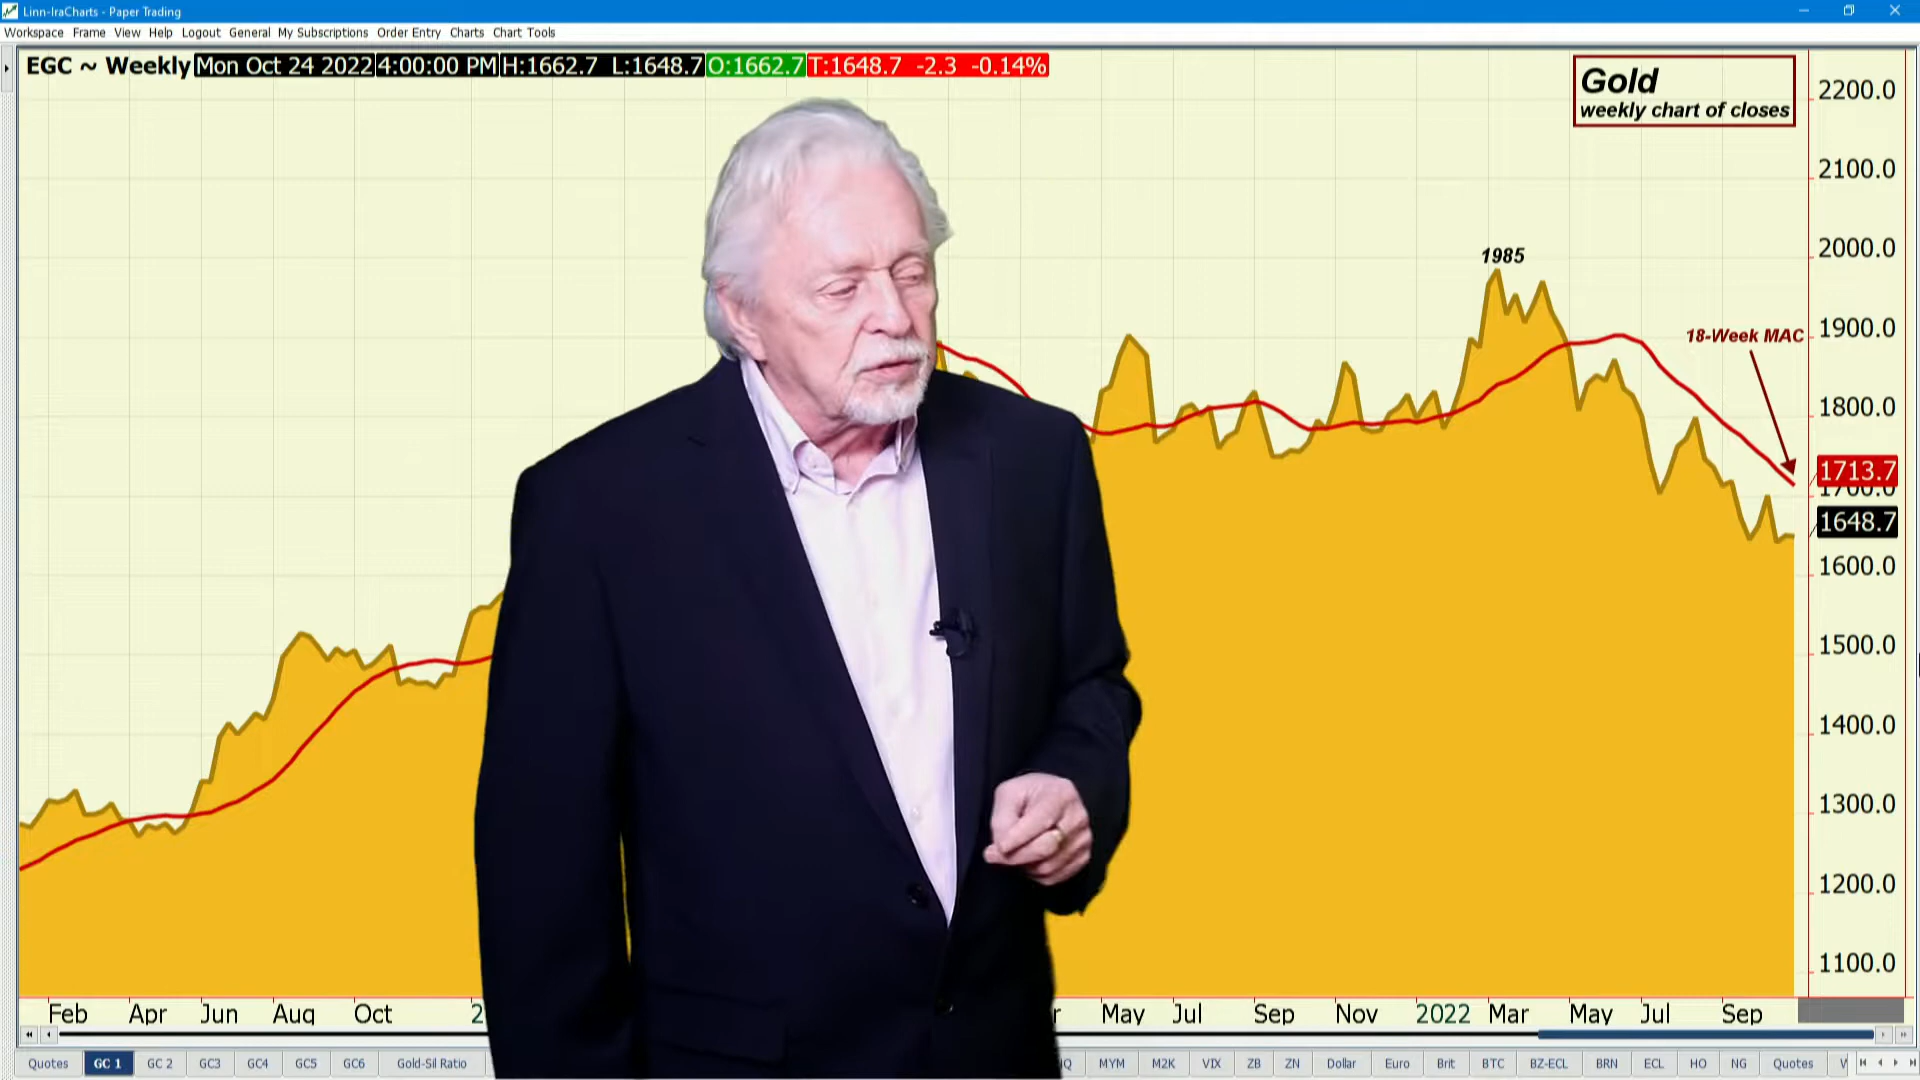 Linn-IraCharts - Paper Trading
Workspace Frame View Help Logout General My Subscriptions Order Entry Charts Chart Tools
EGC ~ Weekly Mon Oct 24 2022 4:00:00 PM H:1662.7 L:1648.7 O:1662.7 T:1648.7 -2.3 -0.14%
Gold
weekly chart of closes
2200.0
2100.0
2000.0
1985
1900.0
18-Week MAC
1800.0
1713.7
1700.0
1648.7
1600.0
1500.0
1400.0
1300.0
1200.0
1100.0
Feb Apr Jun Aug Oct May Jul Sep Nov 2022 Mar May Jul Sep
Quotes GC 1 GC 2 GC3 GC4 GC5 GC6 Gold-Sil Ratio MYM M2K VIX ZB ZN Dollar Euro Brit BTC BZ-ECL BRN ECL HO NG Quotes